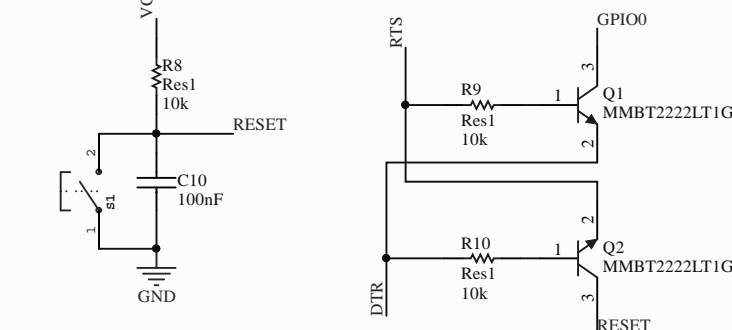 VC
R8
Res1
10k
RESET
2
S1
1
C10
100nF
GND
RTS
GPIO0
3
R9
Res1
10k
1
Q1
MMBT2222LT1G
2
2
R10
Res1
10k
1
Q2
MMBT2222LT1G
3
DTR
RESET